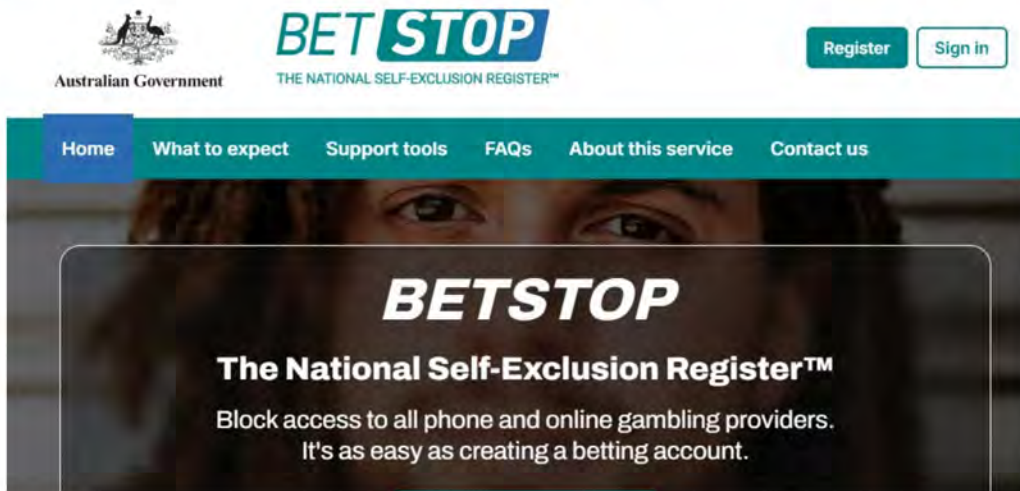 Australian Government
BETSTOP
THE NATIONAL SELF-EXCLUSION REGISTER™
Register
Sign in
Home
What to expect
Support tools
FAQs
About this service
Contact us
BETSTOP
The National Self-Exclusion Register™
Block access to all phone and online gambling providers.
It's as easy as creating a betting account.